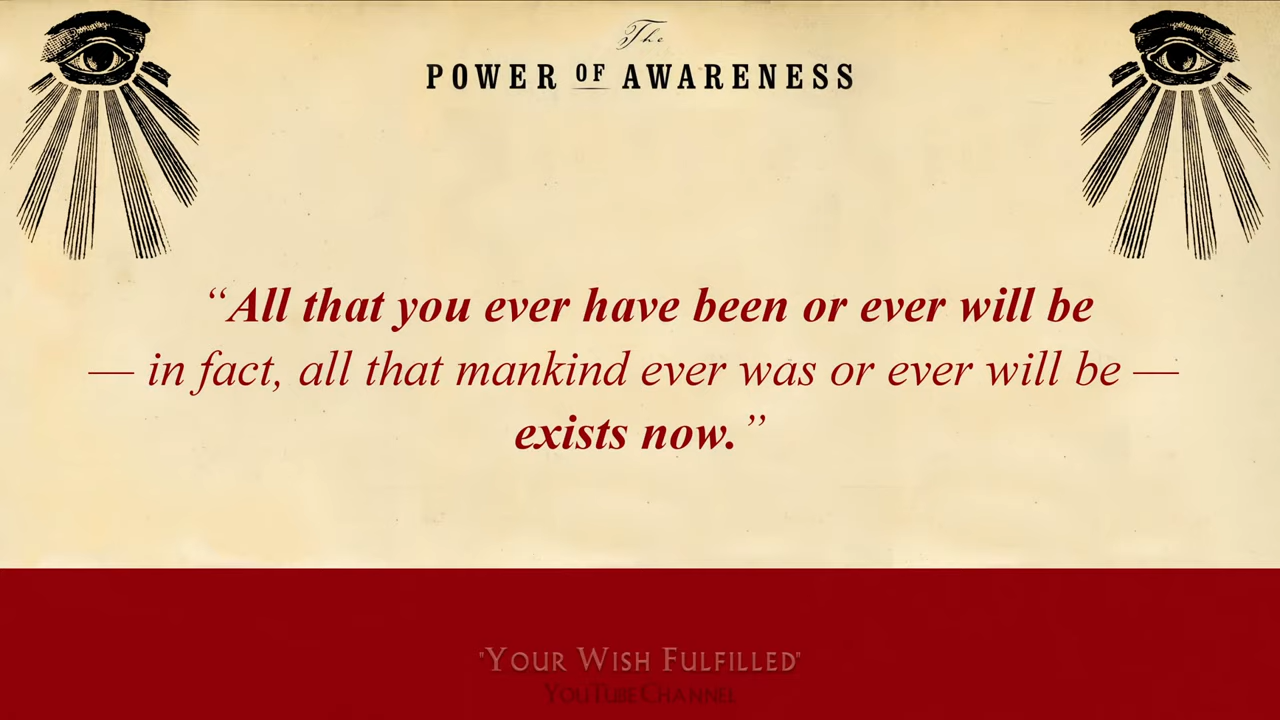 The
POWER OF AWARENESS
“All that you ever have been or ever will be
— in fact, all that mankind ever was or ever will be —
exists now.”
"YOUR WISH FULFILLED"
YOUTUBE CHANNEL